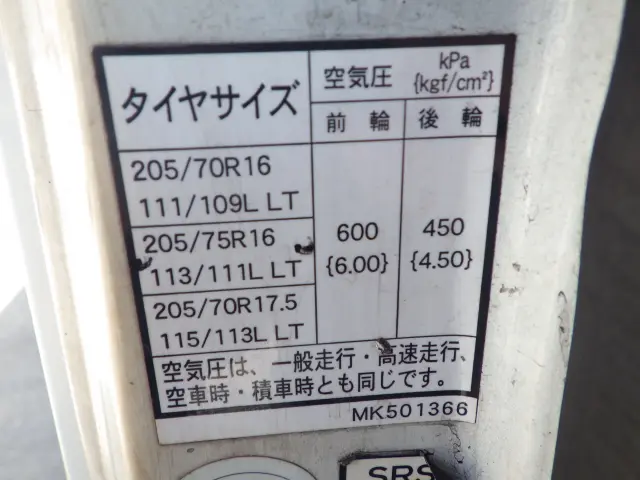 タイヤサイズ
空気圧 kPa
{kgf/cm²}
前輪 後輪
205/70R16
111/109L LT
205/75R16
113/111L LT
205/70R17.5
115/113L LT
600
{6.00}
450
{4.50}
空気圧は、一般走行・高速走行、
空車時・積車時とも同じです。
MK501366
SRS